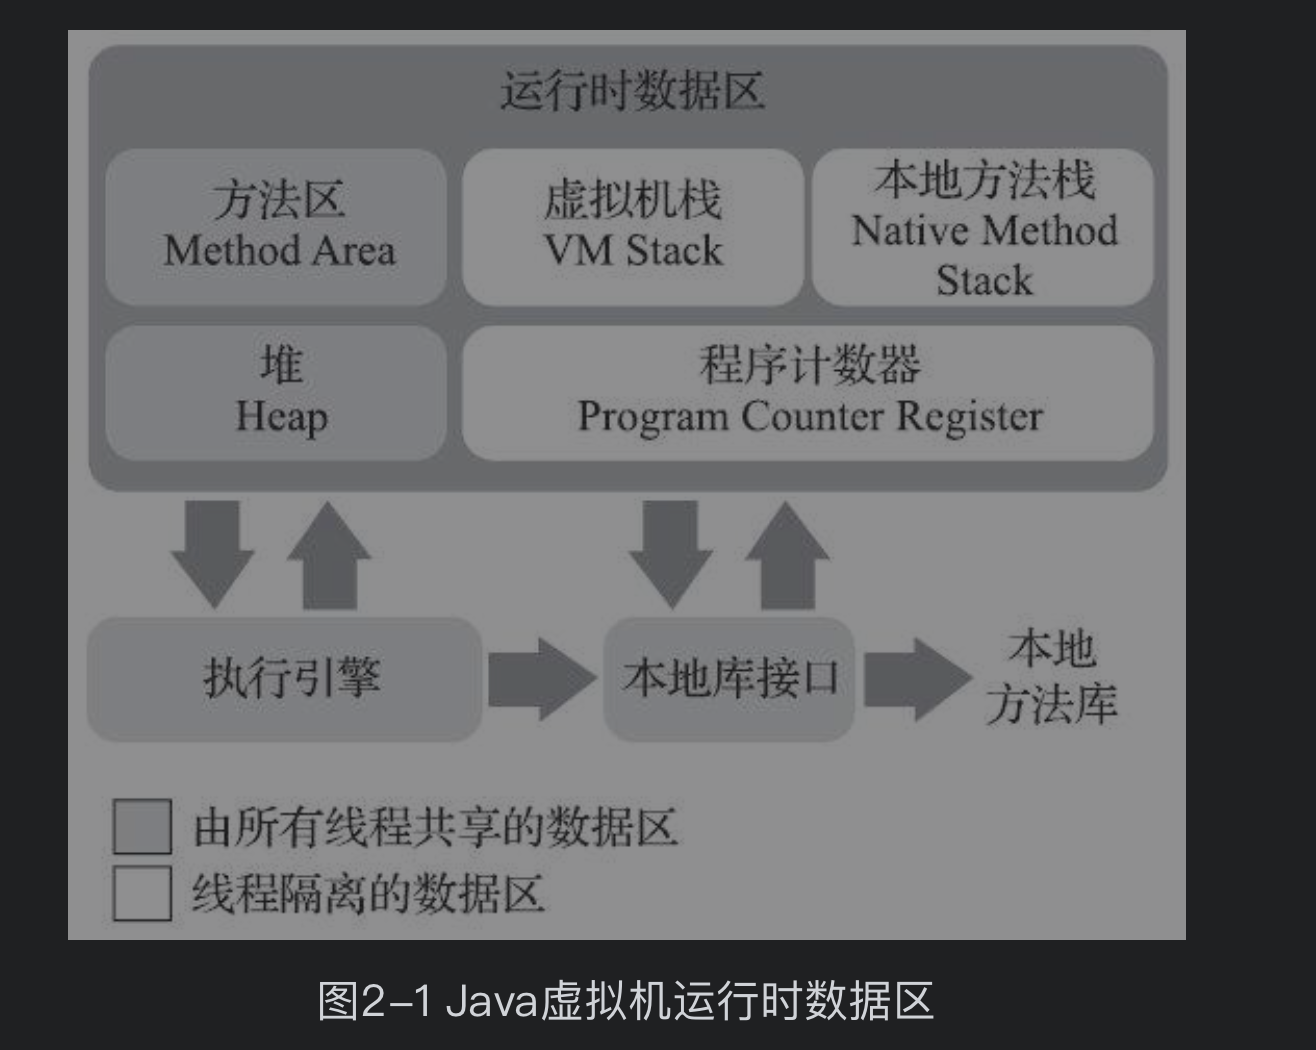 运行时数据区
方法区
Method Area
虚拟机栈
VM Stack
本地方法栈
Native Method
Stack
堆
Heap
程序计数器
Program Counter Register
执行引擎
本地库接口
本地
方法库
由所有线程共享的数据区
线程隔离的数据区
图2-1 Java虚拟机运行时数据区